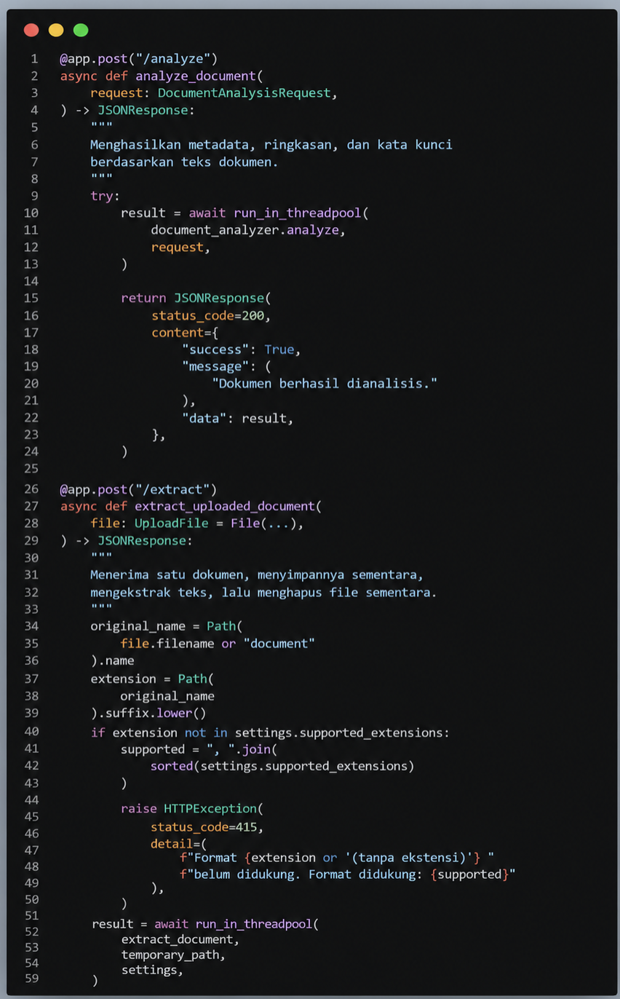 1 @app.post("/analyze")
2 async def analyze_document(
3     request: DocumentAnalysisRequest,
4 ) -> JSONResponse:
5     """
6     Menghasilkan metadata, ringkasan, dan kata kunci
7     berdasarkan teks dokumen.
8     """
9     try:
10         result = await run_in_threadpool(
11             document_analyzer.analyze,
12             request,
13         )
14
15         return JSONResponse(
16             status_code=200,
17             content={
18                 "success": True,
19                 "message": (
20                     "Dokumen berhasil dianalisis."
21                 ),
22                 "data": result,
23             },
24         )
25
26 @app.post("/extract")
27 async def extract_uploaded_document(
28     file: UploadFile = File(...),
29 ) -> JSONResponse:
30     """
31     Menerima satu dokumen, menyimpannya sementara,
32     mengekstrak teks, lalu menghapus file sementara.
33     """
34     original_name = Path(
35         file.filename or "document"
36     ).name
37     extension = Path(
38         original_name
39     ).suffix.lower()
40     if extension not in settings.supported_extensions:
41         supported = ", ".join(
42             sorted(settings.supported_extensions)
43         )
44
45         raise HTTPException(
46             status_code=415,
47             detail=(
48                 f"Format {extension or '(tanpa ekstensi)'} "
49                 f"belum didukung. Format didukung: {supported}"
50             ),
51         )
52     result = await run_in_threadpool(
53         extract_document,
54         temporary_path,
59         settings,
    )